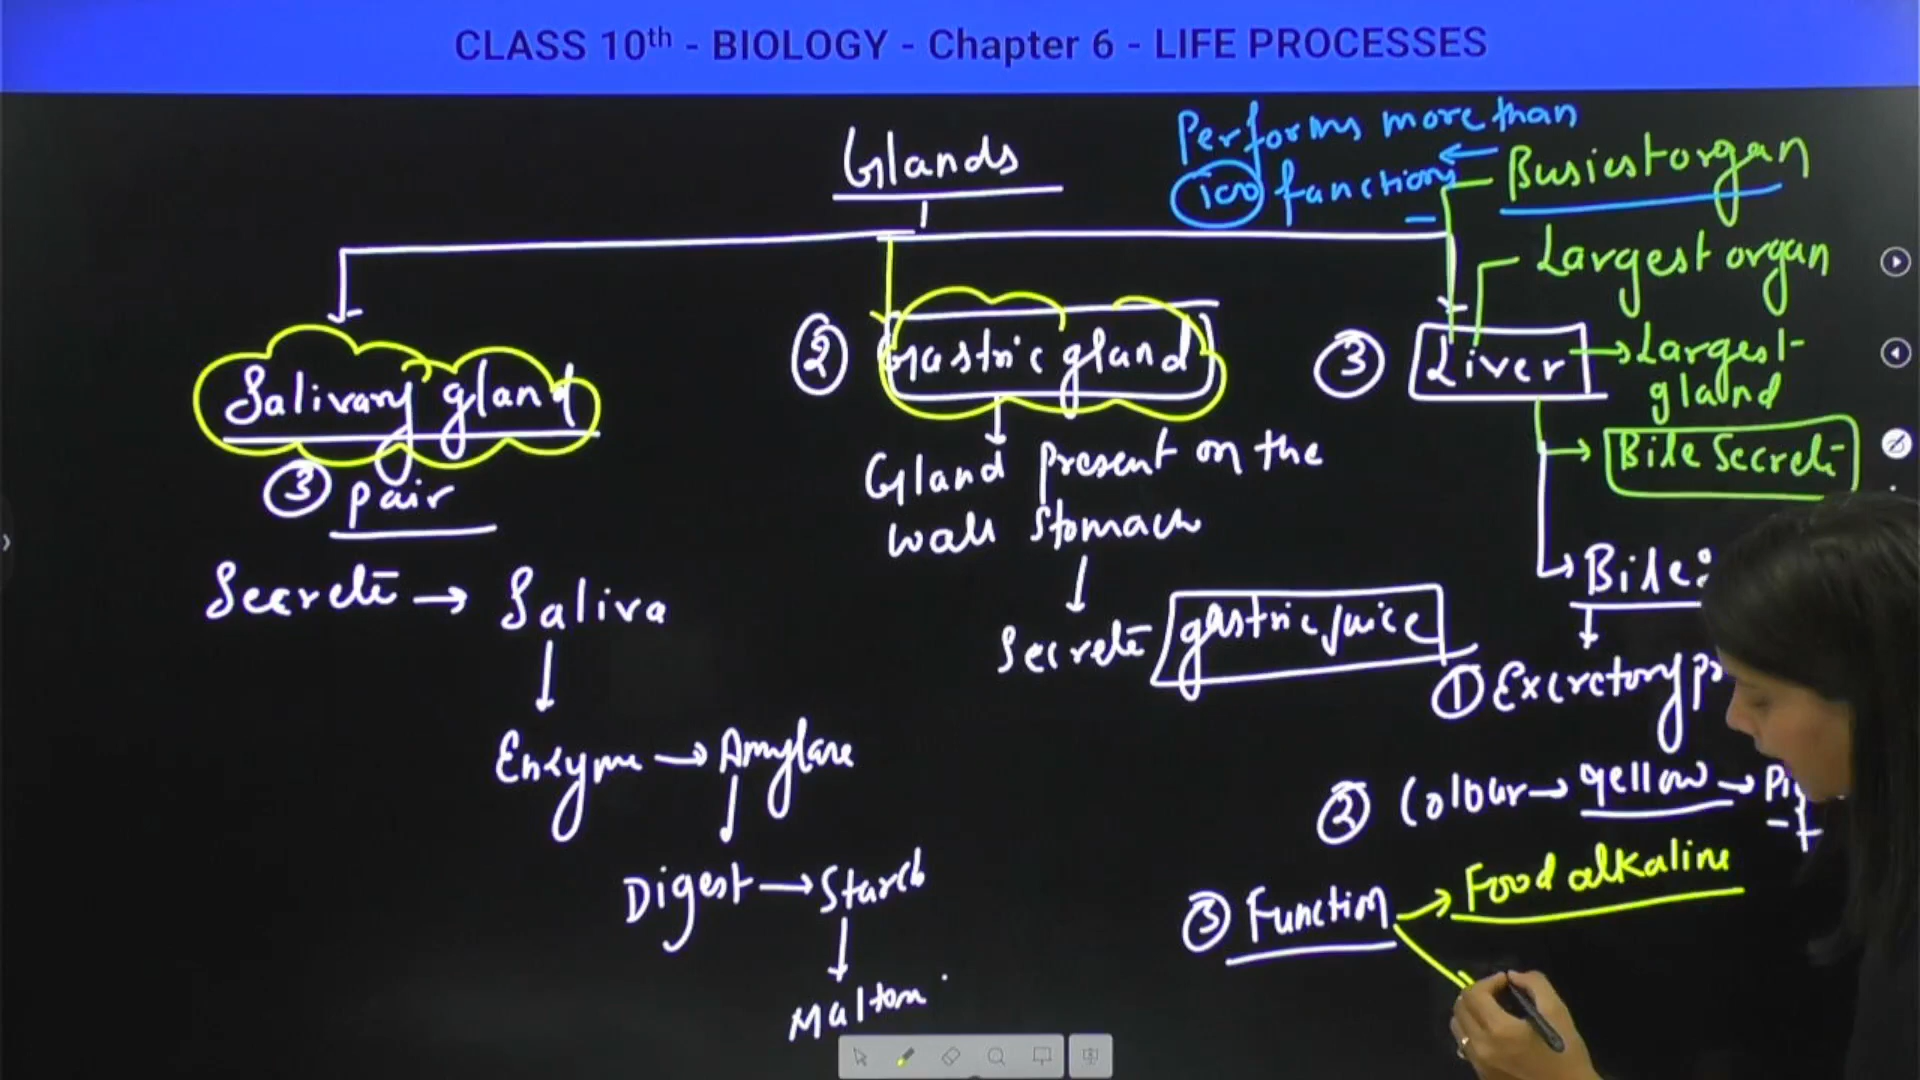 CLASS 10th - BIOLOGY - Chapter 6 - LIFE PROCESSES
Glands
Performs more than
100 functions
Busiest organ
Largest organ
Salivary gland
③ pair
Secrete → Saliva
Enzyme → Amylase
Digest → Starch
② Gastric gland
Gland present on the
wall stomach
Secrete gastric juice
③ Liver
Largest
gland
Bile Secrete
Bile:
① Excretory
② Colour → yellow →
③ Function → Food alkaline